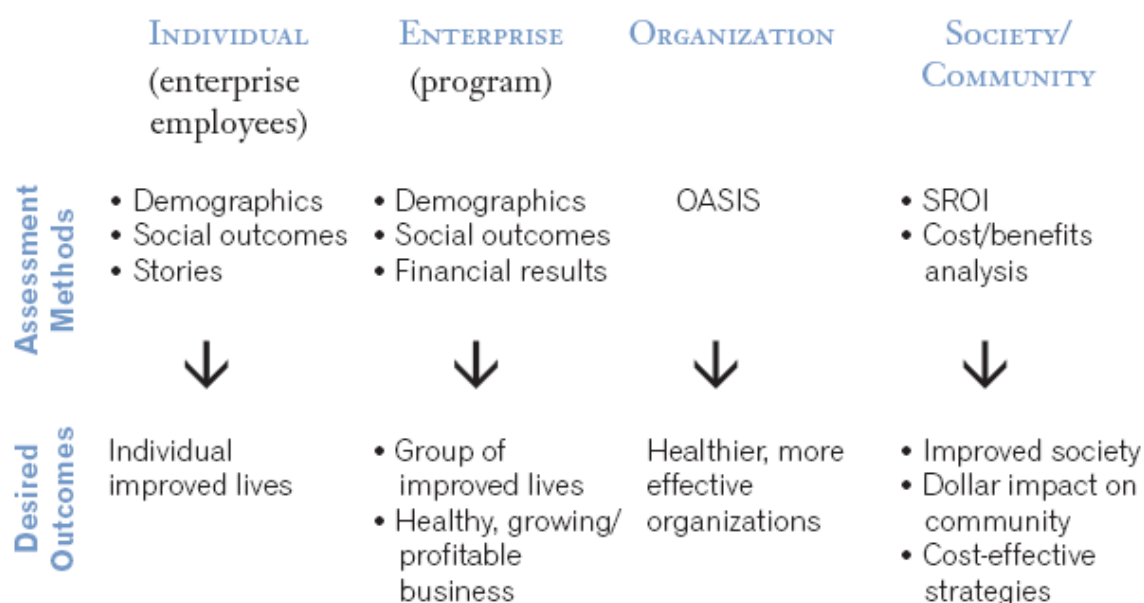 INDIVIDUAL
(enterprise
employees)
ENTERPRISE
(program)
ORGANIZATION
SOCIETY/
COMMUNITY
Assessment
Methods
• Demographics
• Social outcomes
• Stories
• Demographics
• Social outcomes
• Financial results
OASIS
• SROI
• Cost/benefits
analysis
Desired
Outcomes
Individual
improved lives
• Group of
improved lives
• Healthy, growing/
profitable
business
Healthier, more
effective
organizations
• Improved society
• Dollar impact on
community
• Cost-effective
strategies